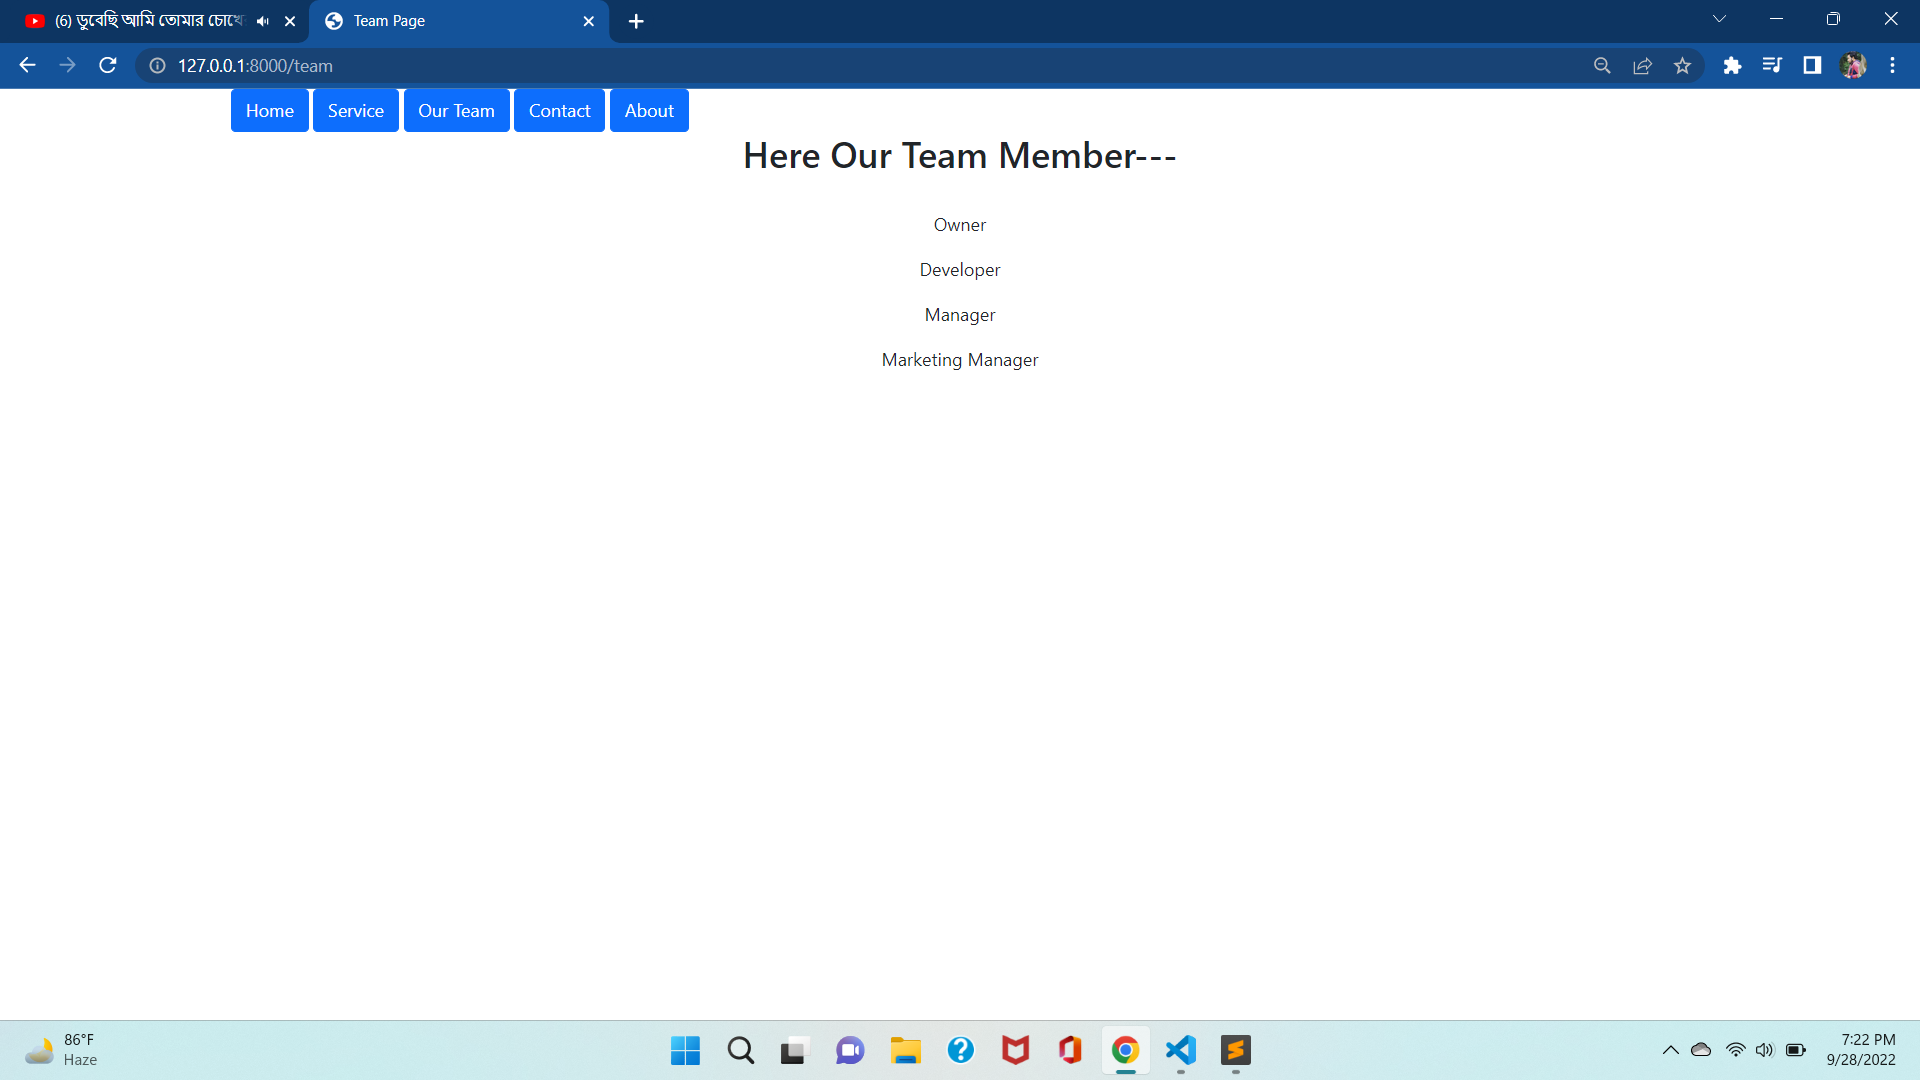 (6) ডুবেছি আমি তোমার চোখে
Team Page
127.0.0.1:8000/team
Home Service Our Team Contact About
Here Our Team Member---
Owner
Developer
Manager
Marketing Manager
86°F
Haze
7:22 PM
9/28/2022